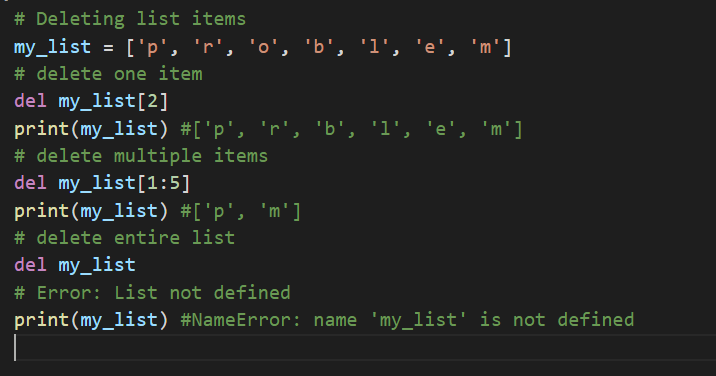 # Deleting list items
my_list = ['p', 'r', 'o', 'b', 'l', 'e', 'm']
# delete one item
del my_list[2]
print(my_list) #['p', 'r', 'b', 'l', 'e', 'm']
# delete multiple items
del my_list[1:5]
print(my_list) #['p', 'm']
# delete entire list
del my_list
# Error: List not defined
print(my_list) #NameError: name 'my_list' is not defined